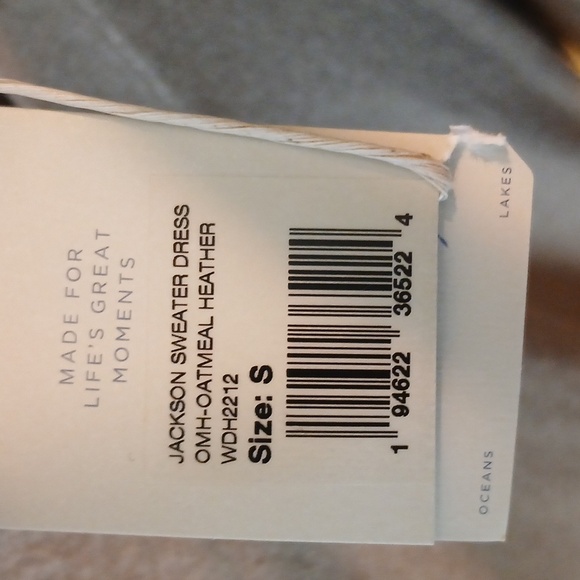 MADE FOR
LIFE'S GREAT
MOMENTS
JACKSON SWEATER DRESS
OMH-OATMEAL HEATHER
WDH2212
Size: S
1 94622 36522 4
OCEANS
LAKES